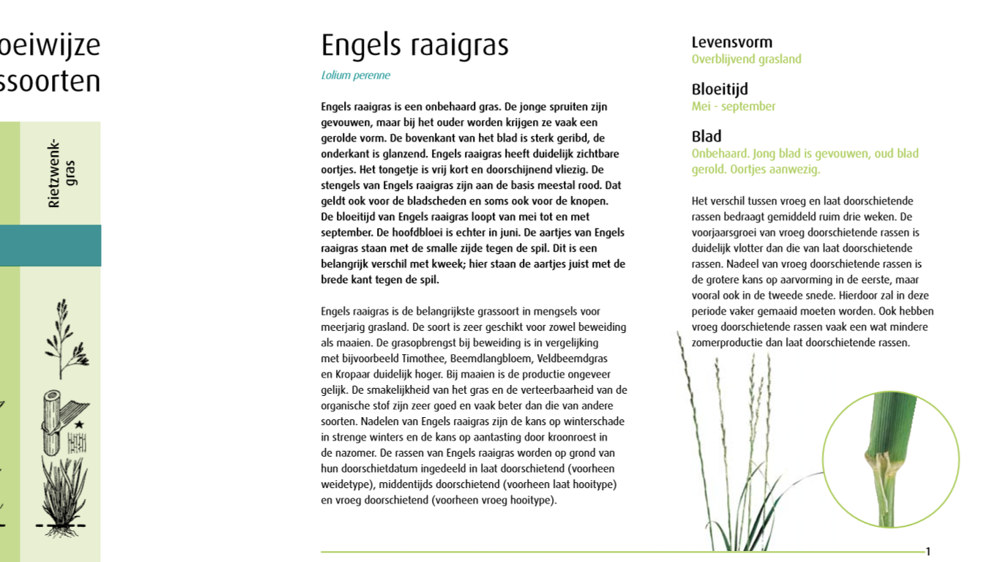 oeiwijze
ssoorten
Rietzwenk-
gras
Engels raaigras
Lolium perenne
Engels raaigras is een onbehaard gras. De jonge spruiten zijn
gevouwen, maar bij het ouder worden krijgen ze vaak een
gerolde vorm. De bovenkant van het blad is sterk geribd, de
onderkant is glanzend. Engels raaigras heeft duidelijk zichtbare
oortjes. Het tongetje is vrij kort en doorschijnend vliezig. De
stengels van Engels raaigras zijn aan de basis meestal rood. Dat
geldt ook voor de bladscheden en soms ook voor de knopen.
De bloeitijd van Engels raaigras loopt van mei tot en met
september. De hoofdbloei is echter in juni. De aartjes van Engels
raaigras staan met de smalle zijde tegen de spil. Dit is een
belangrijk verschil met kweek; hier staan de aartjes juist met de
brede kant tegen de spil.
Engels raaigras is de belangrijkste grassoort in mengsels voor
meerjarig grasland. De soort is zeer geschikt voor zowel beweiding
als maaien. De grasopbrengst bij beweiding is in vergelijking
met bijvoorbeeld Timothee, Beemdlangbloem, Veldbeemdgras
en Kropaar duidelijk hoger. Bij maaien is de productie ongeveer
gelijk. De smakelijkheid van het gras en de verteerbaarheid van de
organische stof zijn zeer goed en vaak beter dan die van andere
soorten. Nadelen van Engels raaigras zijn de kans op winterschade
in strenge winters en de kans op aantasting door kroonroest in
de nazomer. De rassen van Engels raaigras worden op grond van
hun doorschietdatum ingedeeld in laat doorschietend (voorheen
weidetype), middentijds doorschietend (voorheen laat hooitype)
en vroeg doorschietend (voorheen vroeg hooitype).
Levensvorm
Overblijvend grasland
Bloeitijd
Mei - september
Blad
Onbehaard. Jong blad is gevouwen, oud blad
gerold. Oortjes aanwezig.
Het verschil tussen vroeg en laat doorschietende
rassen bedraagt gemiddeld ruim drie weken. De
voorjaarsgroei van vroeg doorschietende rassen is
duidelijk vlotter dan die van laat doorschietende
rassen. Nadeel van vroeg doorschietende rassen is
de grotere kans op aarvorming in de eerste, maar
vooral ook in de tweede snede. Hierdoor zal in deze
periode vaker gemaaid moeten worden. Ook hebben
vroeg doorschietende rassen vaak een wat mindere
zomerproductie dan laat doorschietende rassen.
1